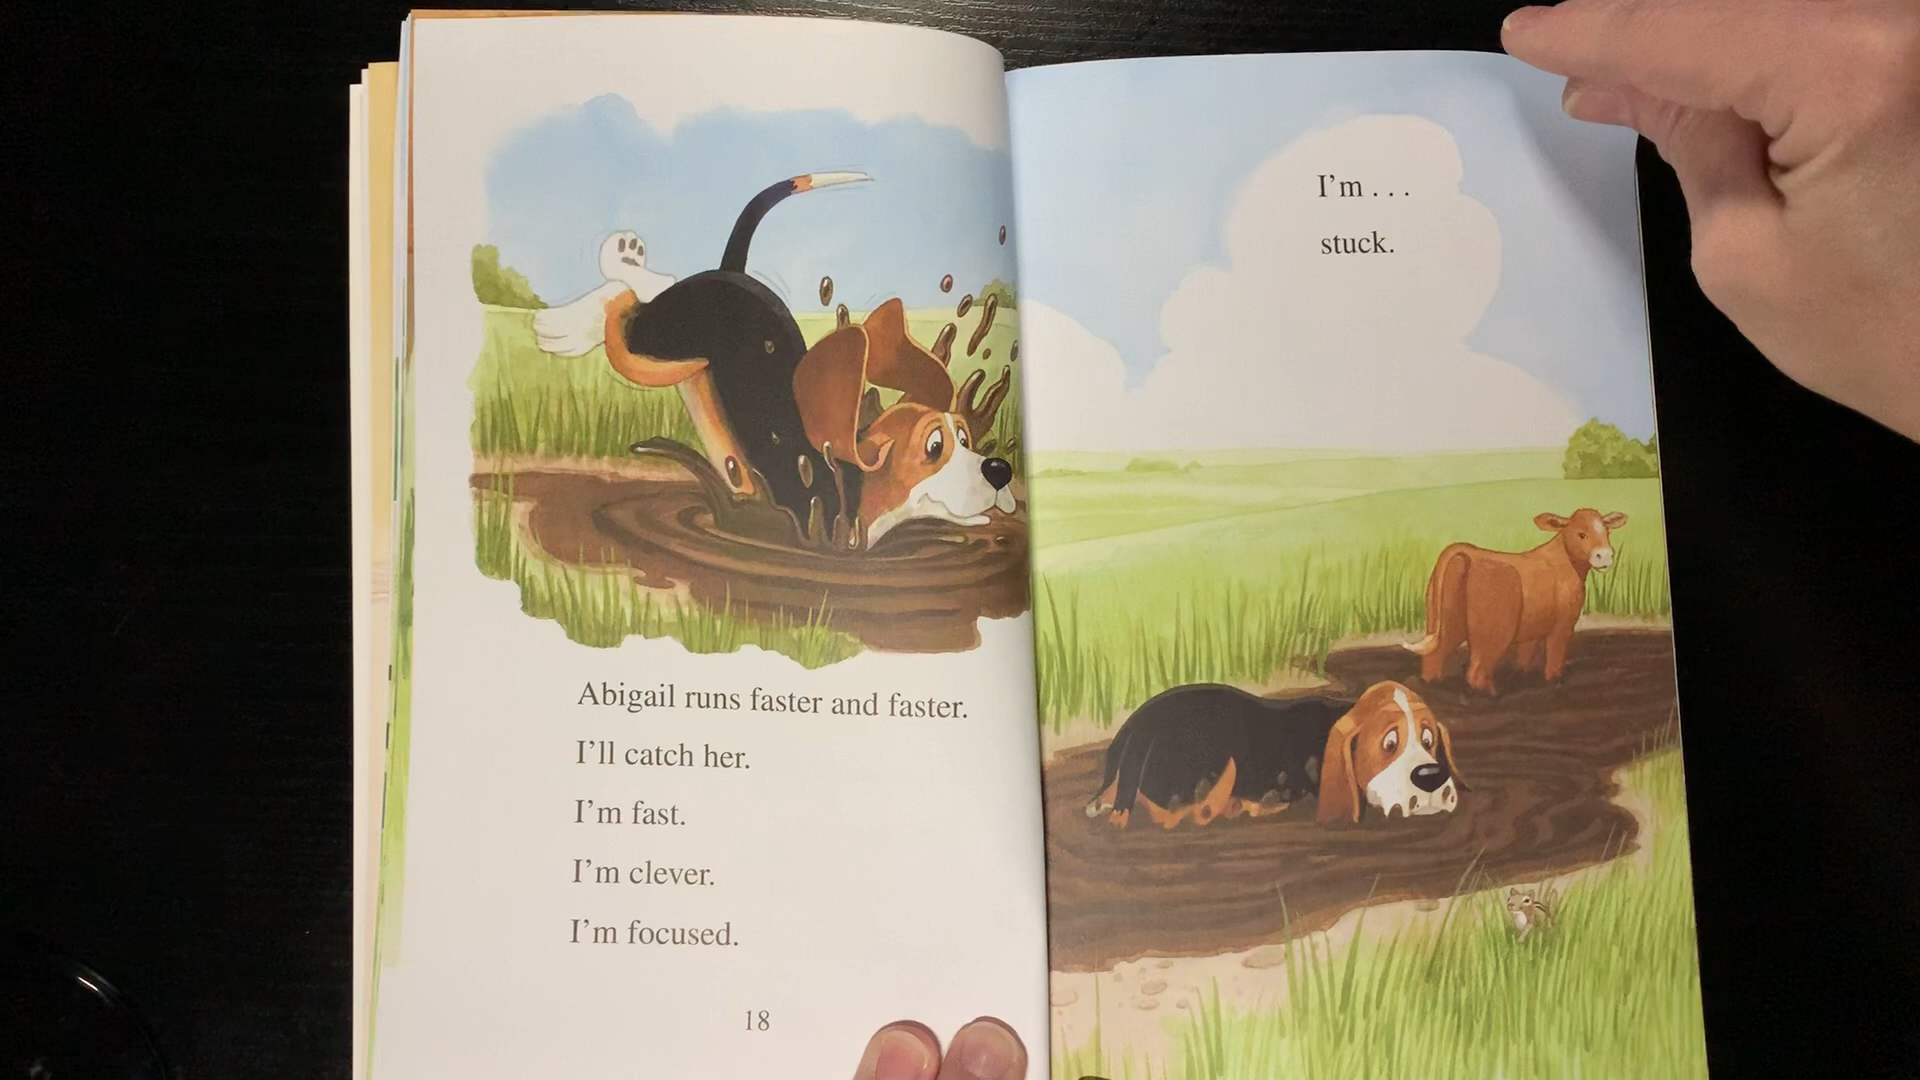 Abigail runs faster and faster.
I'll catch her.
I'm fast.
I'm clever.
I'm focused.
18
I'm . . .
stuck.